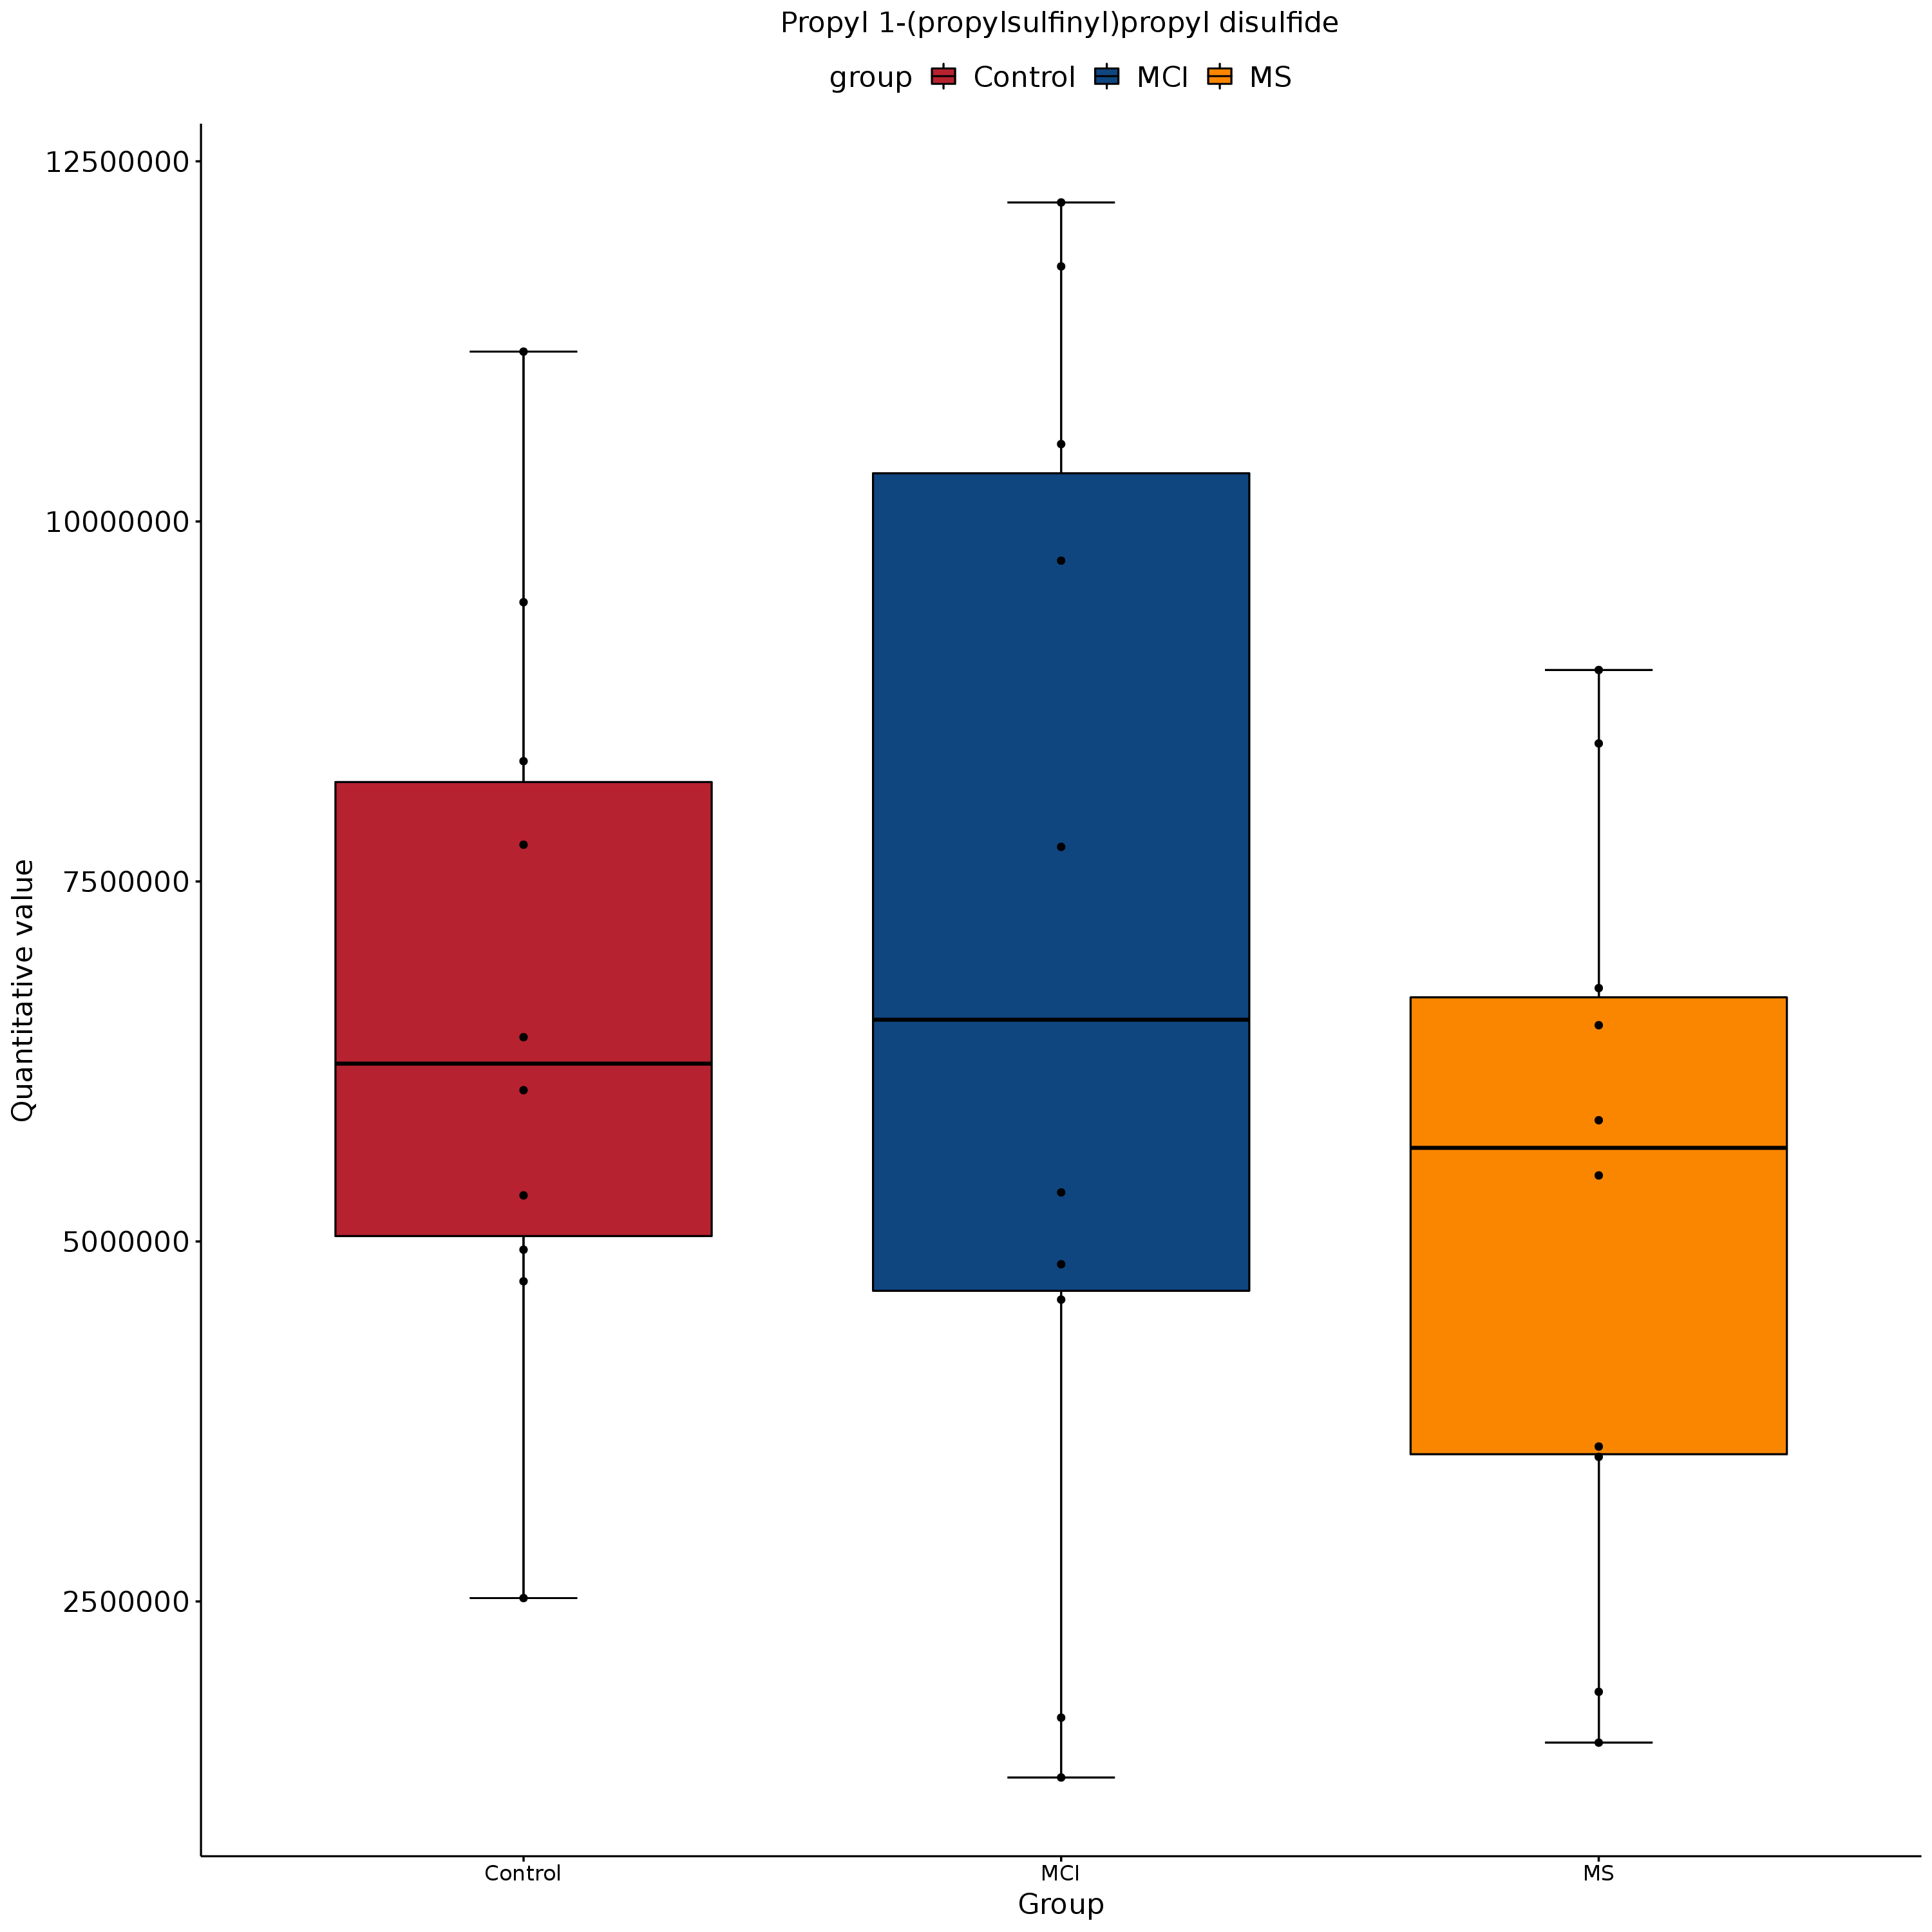 Propyl 1-(propylsulfinyl)propyl disulfide
group Control MCI MS
12500000
10000000
7500000
5000000
2500000
Quantitative value
Control MCI MS
Group